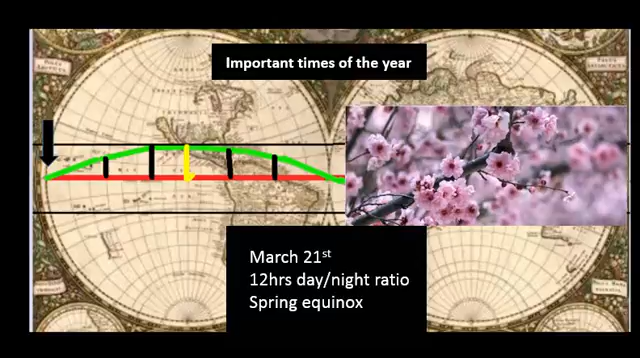 Important times of the year
March 21st
12hrs day/night ratio
Spring equinox